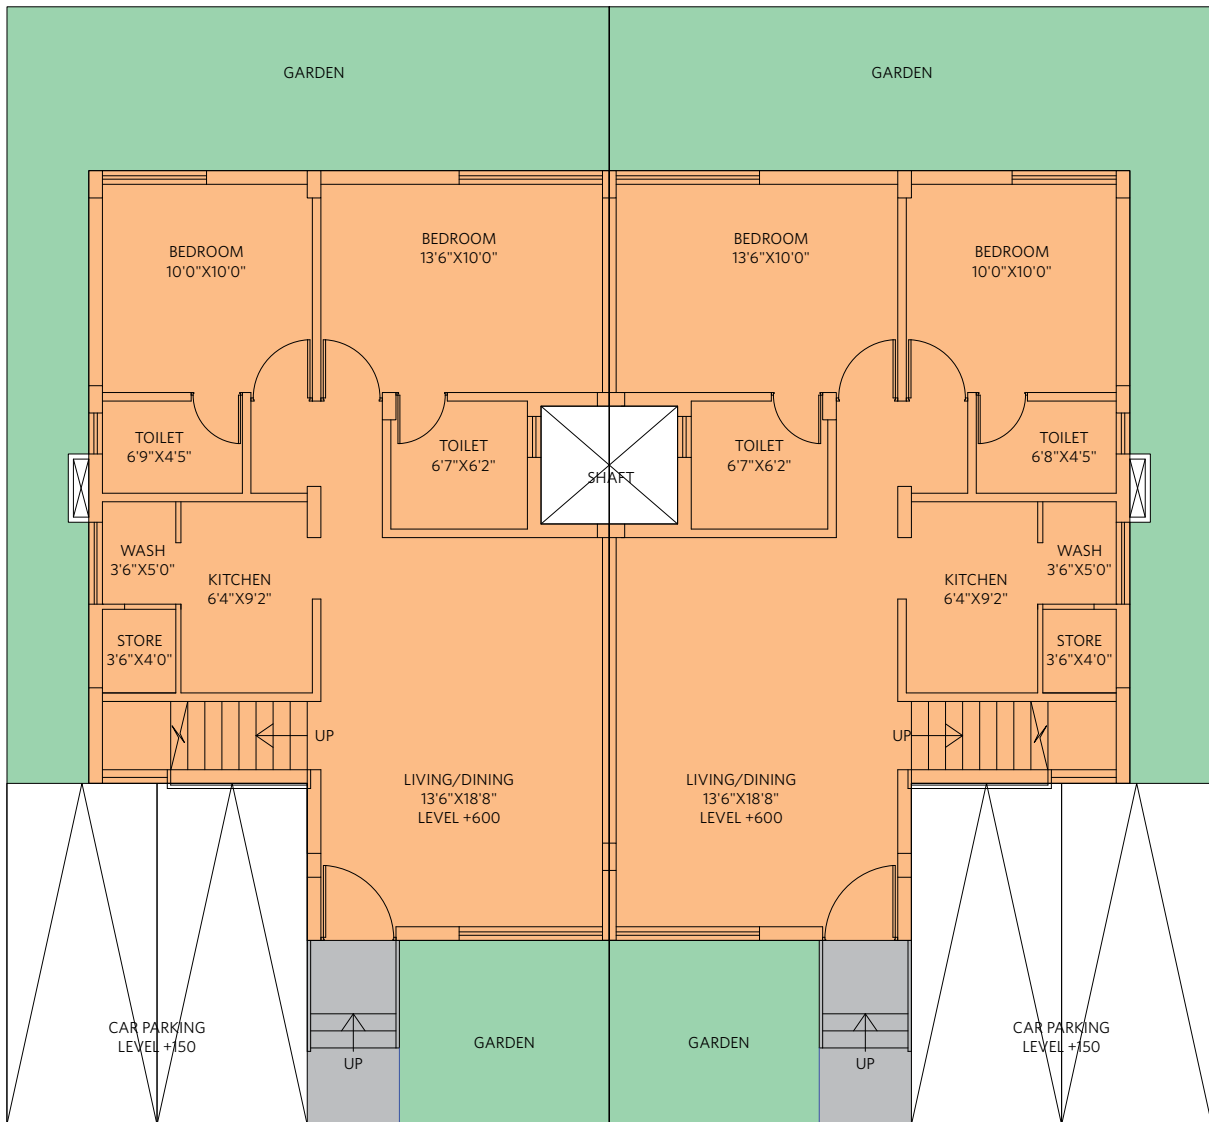 GARDEN
GARDEN
BEDROOM
10'0"X10'0"
BEDROOM
13'6"X10'0"
BEDROOM
13'6"X10'0"
BEDROOM
10'0"X10'0"
TOILET
6'9"X4'5"
TOILET
6'7"X6'2"
SHAFT
TOILET
6'7"X6'2"
TOILET
6'8"X4'5"
WASH
3'6"X5'0"
KITCHEN
6'4"X9'2"
KITCHEN
6'4"X9'2"
WASH
3'6"X5'0"
STORE
3'6"X4'0"
STORE
3'6"X4'0"
UP
UP
LIVING/DINING
13'6"X18'8"
LEVEL +600
LIVING/DINING
13'6"X18'8"
LEVEL +600
CAR PARKING
LEVEL +150
UP
GARDEN
GARDEN
UP
CAR PARKING
LEVEL +150